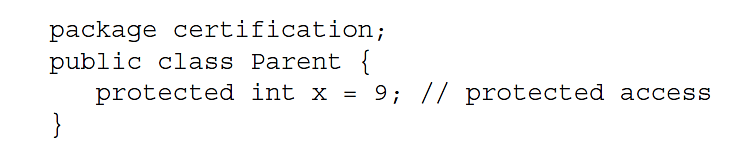 package certification;
public class Parent {
   protected int x = 9; // protected access
}